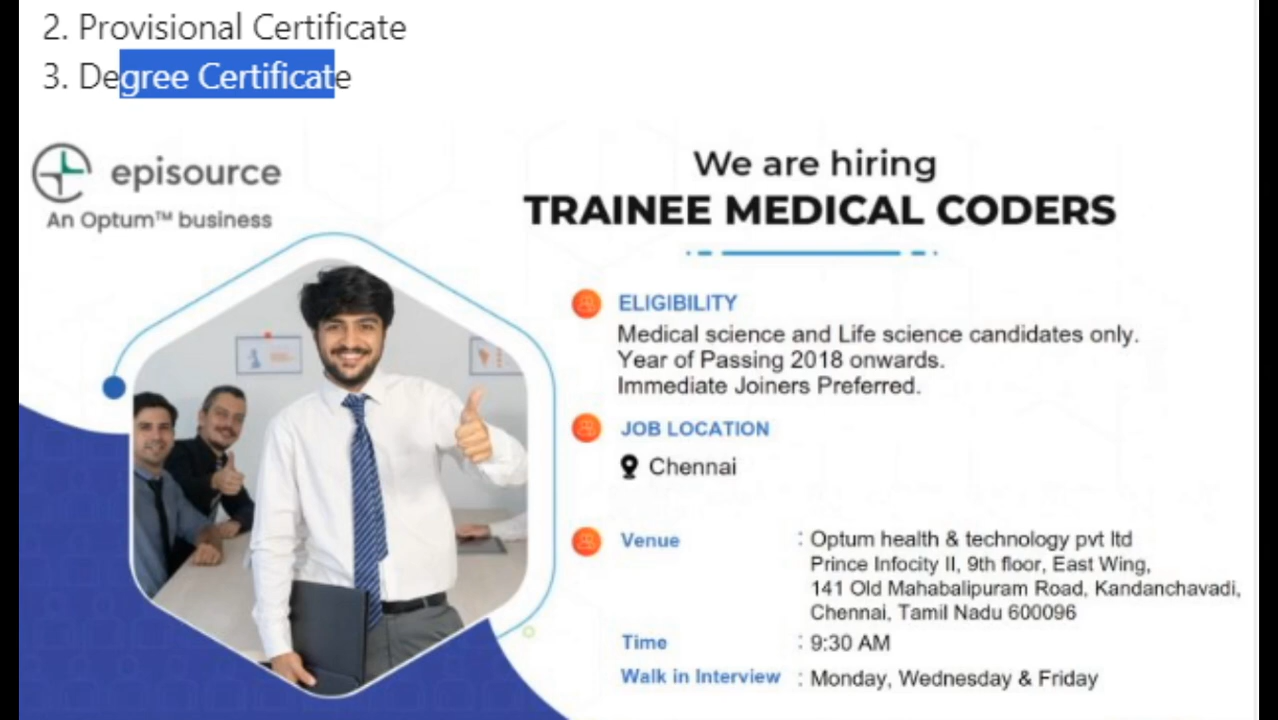 2. Provisional Certificate
3. Degree Certificate
episource
An Optum™ business
We are hiring
TRAINEE MEDICAL CODERS
ELIGIBILITY
Medical science and Life science candidates only.
Year of Passing 2018 onwards.
Immediate Joiners Preferred.
JOB LOCATION
Chennai
Venue : Optum health & technology pvt ltd
Prince Infocity II, 9th floor, East Wing,
141 Old Mahabalipuram Road, Kandanchavadi,
Chennai, Tamil Nadu 600096
Time : 9:30 AM
Walk in Interview : Monday, Wednesday & Friday